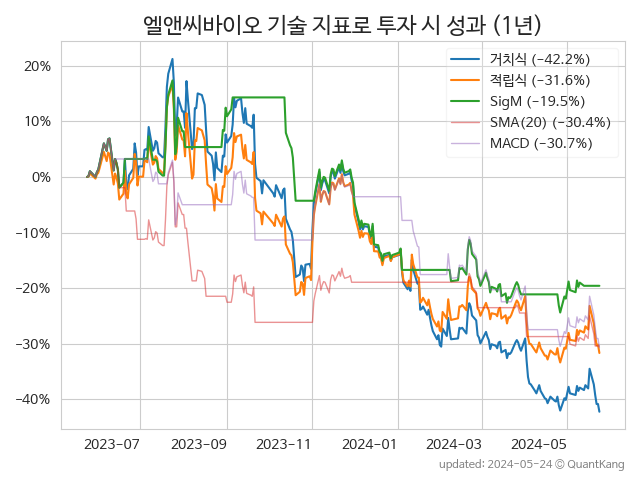 엘앤씨바이오 기술 지표로 투자 시 성과 (1년)
거치식 (−42.2%)
적립식 (−31.6%)
SigM (−19.5%)
SMA(20) (−30.4%)
MACD (−30.7%)
20%
10%
0%
−10%
−20%
−30%
−40%
2023−07 2023−09 2023−11 2024−01 2024−03 2024−05
updated: 2024-05-24 © QuantKang